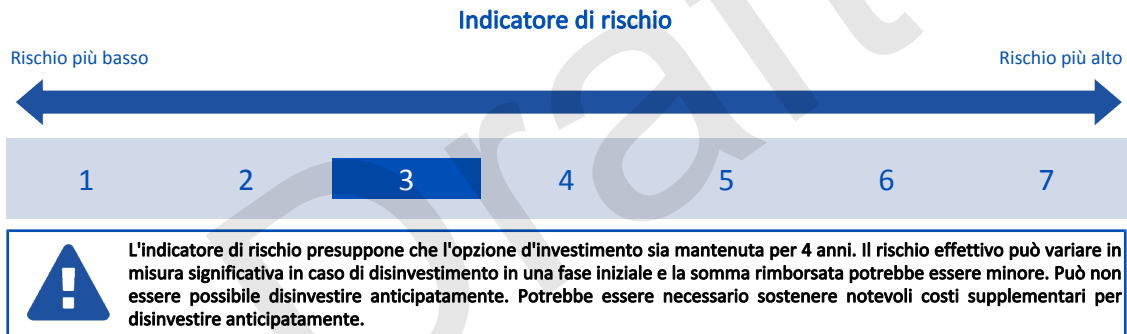 Indicatore di rischio
Rischio più basso
Rischio più alto
1 2 3 4 5 6 7
L'indicatore di rischio presuppone che l'opzione d'investimento sia mantenuta per 4 anni. Il rischio effettivo può variare in
misura significativa in caso di disinvestimento in una fase iniziale e la somma rimborsata potrebbe essere minore. Può non
essere possibile disinvestire anticipatamente. Potrebbe essere necessario sostenere notevoli costi supplementari per
disinvestire anticipatamente.
Draft